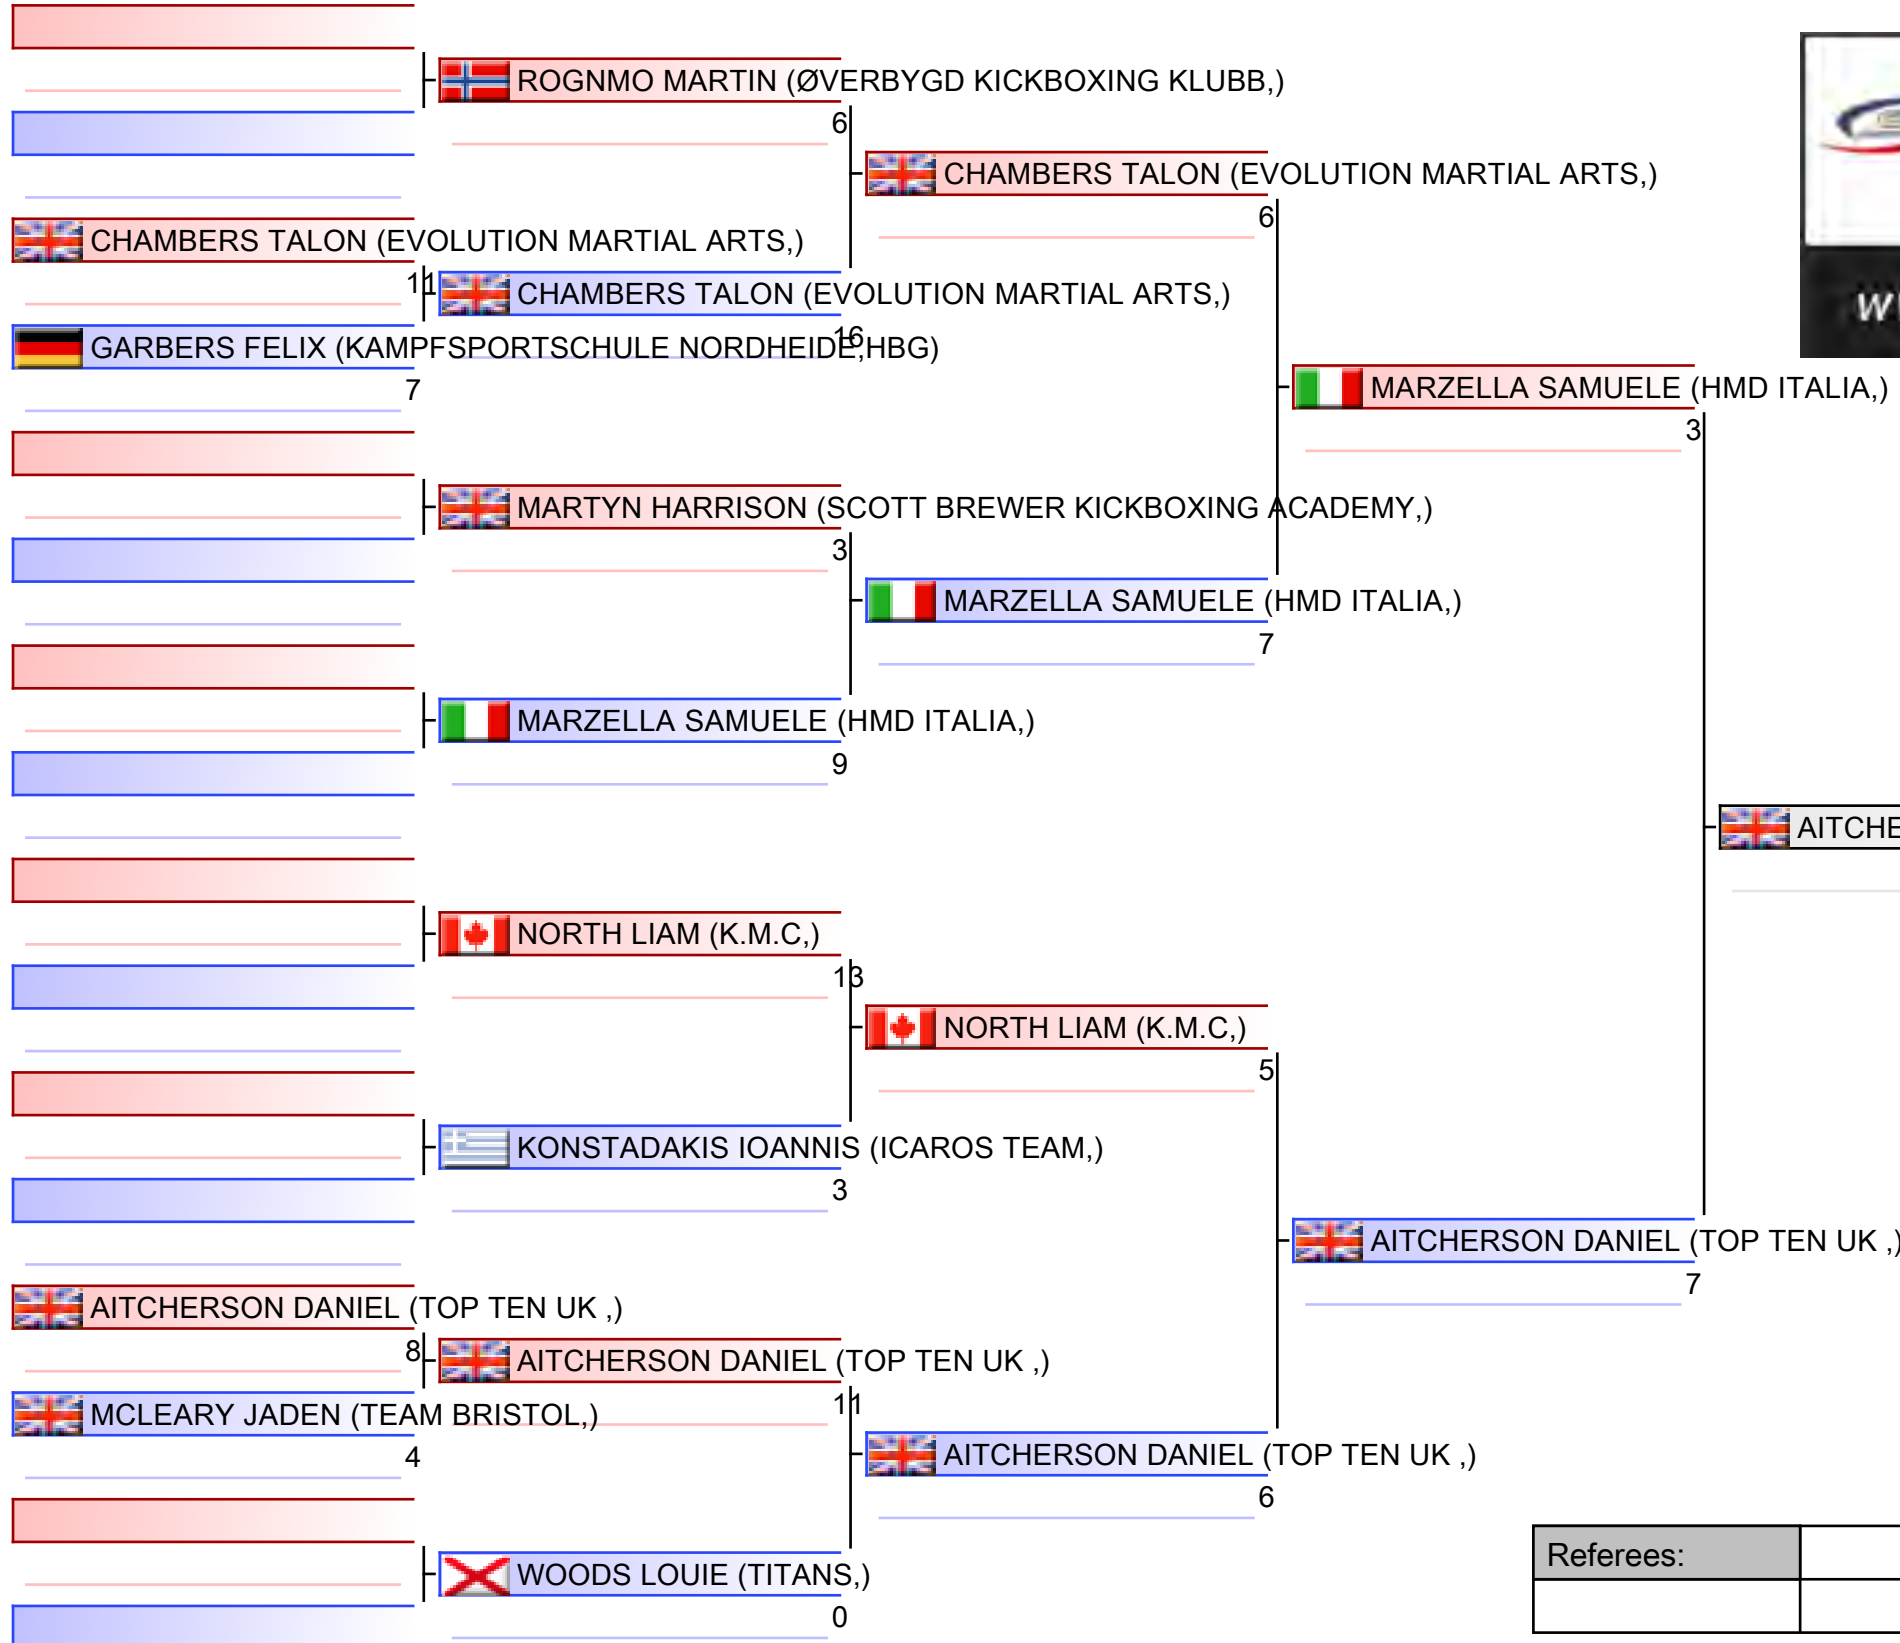 ROGNMO MARTIN (ØVERBYGD KICKBOXING KLUBB,)
6
CHAMBERS TALON (EVOLUTION MARTIAL ARTS,)
6
CHAMBERS TALON (EVOLUTION MARTIAL ARTS,)
11
CHAMBERS TALON (EVOLUTION MARTIAL ARTS,)
16
GARBERS FELIX (KAMPFSPORTSCHULE NORDHEIDE,HBG)
7
MARZELLA SAMUELE (HMD ITALIA,)
3
MARTYN HARRISON (SCOTT BREWER KICKBOXING ACADEMY,)
3
MARZELLA SAMUELE (HMD ITALIA,)
7
MARZELLA SAMUELE (HMD ITALIA,)
9
AITCHE
NORTH LIAM (K.M.C,)
13
NORTH LIAM (K.M.C,)
5
KONSTADAKIS IOANNIS (ICAROS TEAM,)
3
AITCHERSON DANIEL (TOP TEN UK ,)
7
AITCHERSON DANIEL (TOP TEN UK ,)
8
AITCHERSON DANIEL (TOP TEN UK ,)
11
MCLEARY JADEN (TEAM BRISTOL,)
4
AITCHERSON DANIEL (TOP TEN UK ,)
6
WOODS LOUIE (TITANS,)
0
Referees: